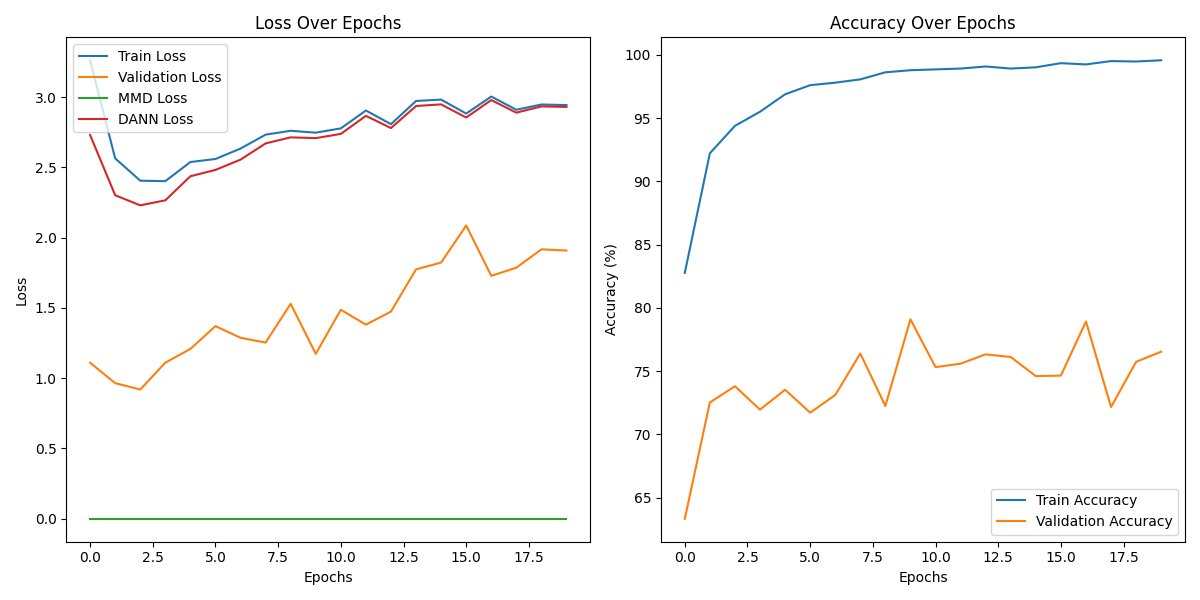 Loss Over Epochs
Train Loss
Validation Loss
MMD Loss
DANN Loss
3.0
2.5
2.0
1.5
1.0
0.5
0.0
Loss
0.0 2.5 5.0 7.5 10.0 12.5 15.0 17.5
Epochs
Accuracy Over Epochs
100
95
90
85
80
75
70
65
Accuracy (%)
Train Accuracy
Validation Accuracy
0.0 2.5 5.0 7.5 10.0 12.5 15.0 17.5
Epochs